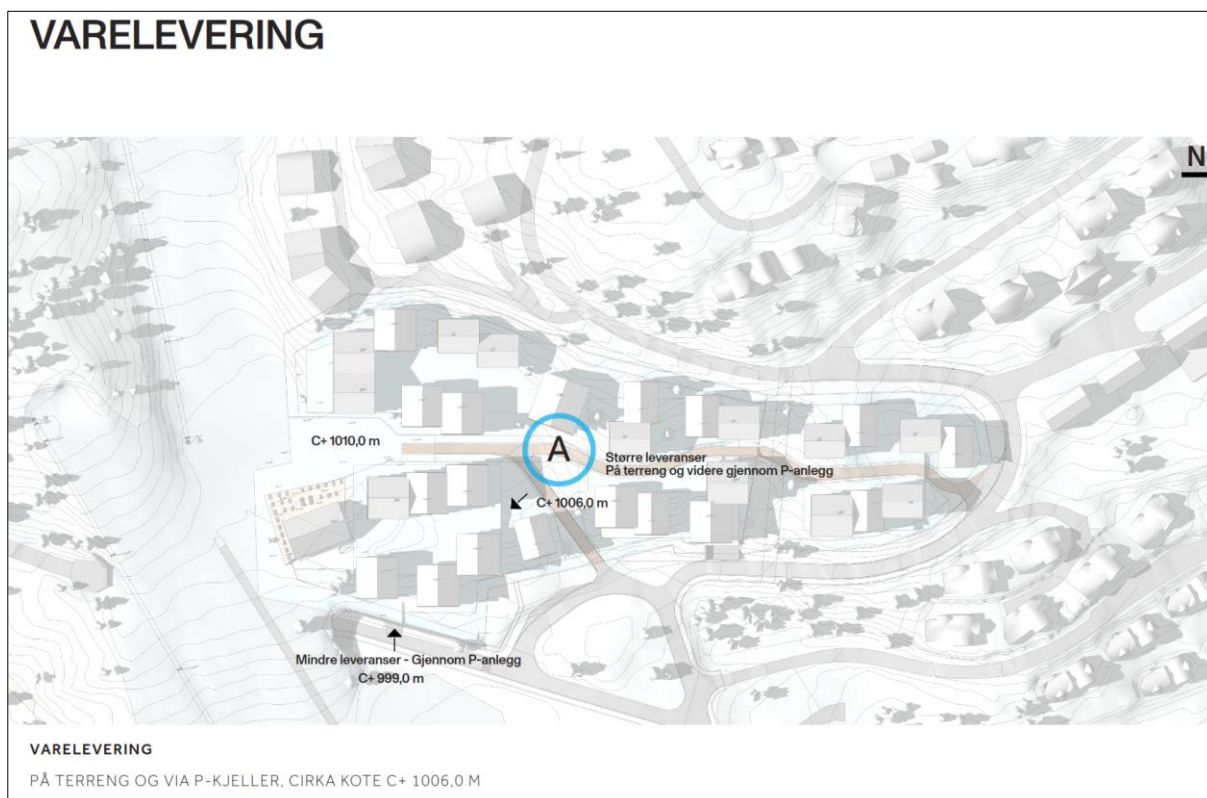 VARELEVERING
N
C+ 1010,0 m
A
Større leveranser
På terreng og videre gjennom P-anlegg
C+ 1006,0 m
Mindre leveranser - Gjennom P-anlegg
C+ 999,0 m
VARELEVERING
PÅ TERRENG OG VIA P-KJELLER, CIRKA KOTE C+ 1006,0 M